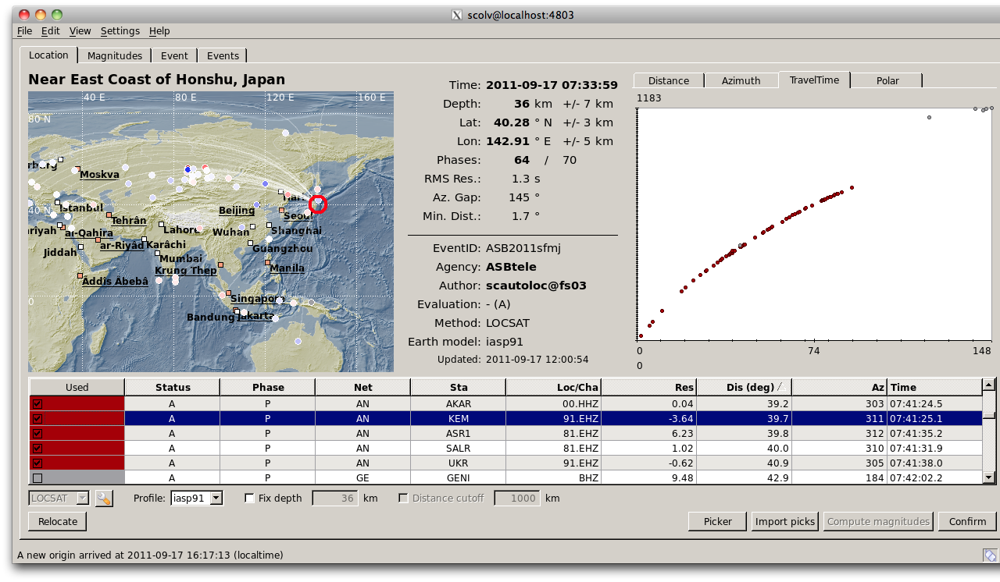 scolv@localhost:4803
File Edit View Settings Help
Location Magnitudes Event Events
Near East Coast of Honshu, Japan
40 E 80 E 120 E 160 E
80 N
Moskva
Istanbul
40 N
Tehrân
Beijing
Seoul
Lahore
Wuhan
Shanghai
al-Qahira
ar-Riyâd
Karâchi
Guangzhou
Jiddah
Mumbai
Krung Thep
Manila
Âddîs Âbebâ
0
Singapore
Bandung Jakarta
Time: 2011-09-17 07:33:59
Depth: 36 km +/- 7 km
Lat: 40.28 ° N +/- 3 km
Lon: 142.91 ° E +/- 5 km
Phases: 64 / 70
RMS Res.: 1.3 s
Az. Gap: 145 °
Min. Dist.: 1.7 °
EventID: ASB2011sfmj
Agency: ASBtele
Author: scautoloc@fs03
Evaluation: - (A)
Method: LOCSAT
Earth model: iasp91
Updated: 2011-09-17 12:00:54
Distance Azimuth TravelTime Polar
1183
0 74 148
0
Used Status Phase Net Sta Loc/Cha Res Dis (deg) Az Time
A P AN AKAR 00.HHZ 0.04 39.2 303 07:41:24.5
A P AN KEM 91.EHZ -3.64 39.7 311 07:41:25.1
A P AN ASR1 81.EHZ 6.23 39.8 312 07:41:35.2
A P AN SALR 81.EHZ 1.02 40.0 310 07:41:31.9
A P AN UKR 91.EHZ -0.62 40.9 305 07:41:38.0
A P GE GENI BHZ 9.48 42.9 184 07:42:02.2
LOCSAT Profile: iasp91 Fix depth 36 km Distance cutoff 1000 km
Relocate Picker Import picks Compute magnitudes Confirm
A new origin arrived at 2011-09-17 16:17:13 (localtime)